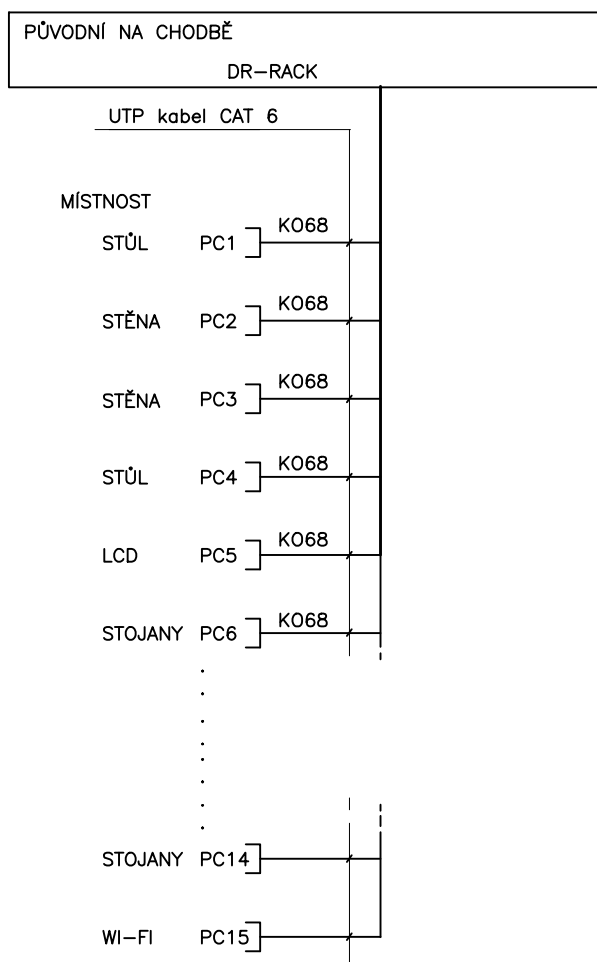 PŮVODNÍ NA CHODBĚ
DR-RACK
UTP kabel CAT 6
MÍSTNOST
STŮL PC1 KO68
STĚNA PC2 KO68
STĚNA PC3 KO68
STŮL PC4 KO68
LCD PC5 KO68
STOJANY PC6 KO68
STOJANY PC14
WI-FI PC15